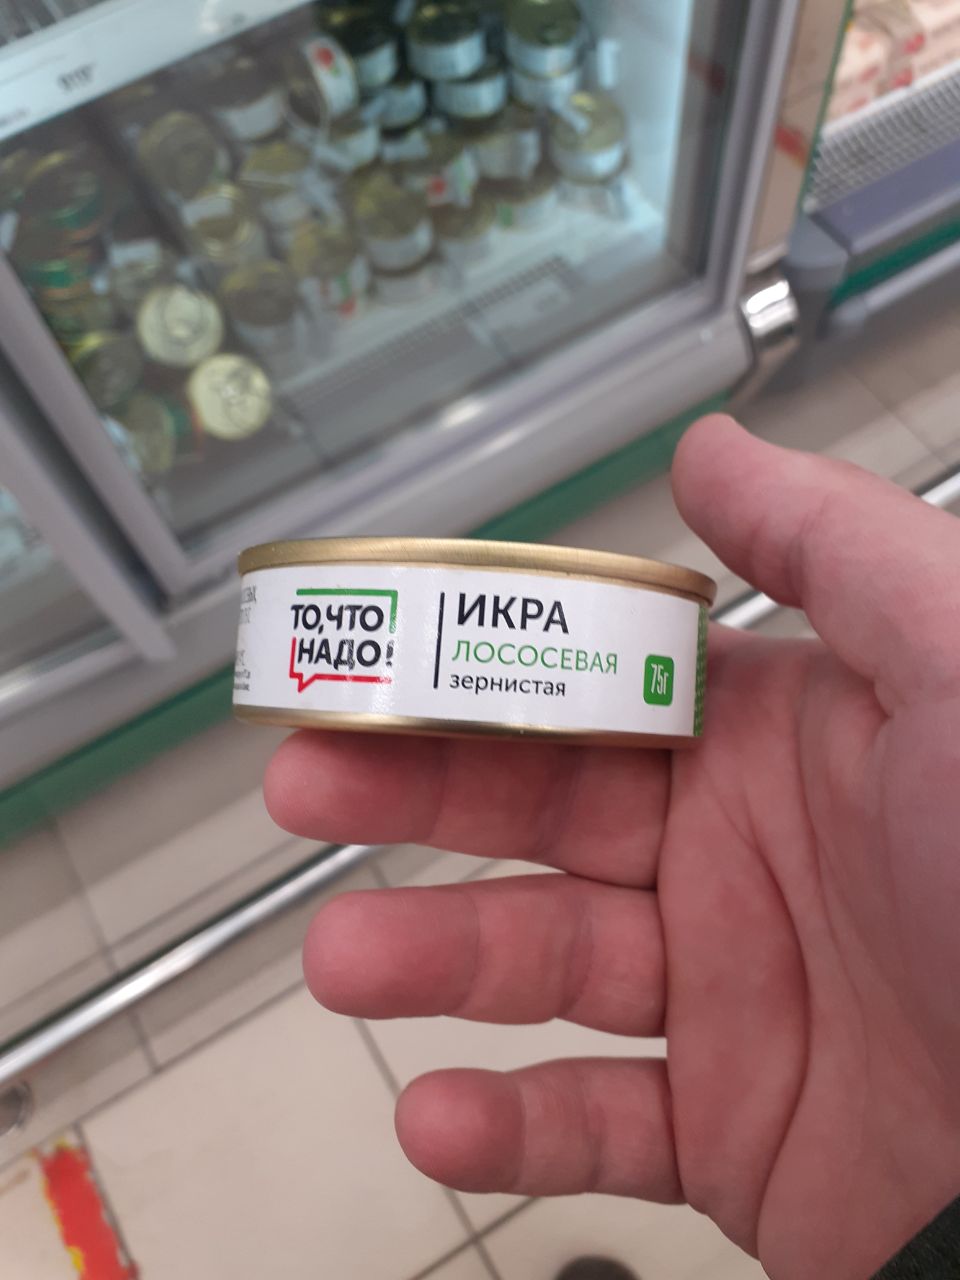 ТО, ЧТО
НАДО!
ИКРА
ЛОСОСЕВАЯ
зернистая
75г